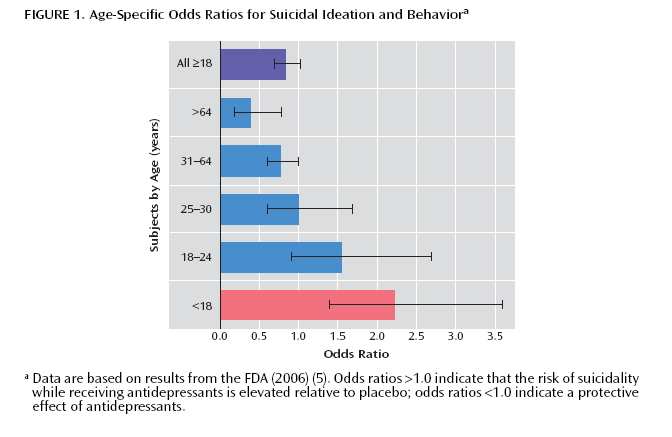 FIGURE 1. Age-Specific Odds Ratios for Suicidal Ideation and Behaviorᵃ
Subjects by Age (years)
All ≥18
>64
31–64
25–30
18–24
<18
0.0 0.5 1.0 1.5 2.0 2.5 3.0 3.5
Odds Ratio
ᵃ Data are based on results from the FDA (2006) (5). Odds ratios >1.0 indicate that the risk of suicidality
while receiving antidepressants is elevated relative to placebo; odds ratios <1.0 indicate a protective
effect of antidepressants.